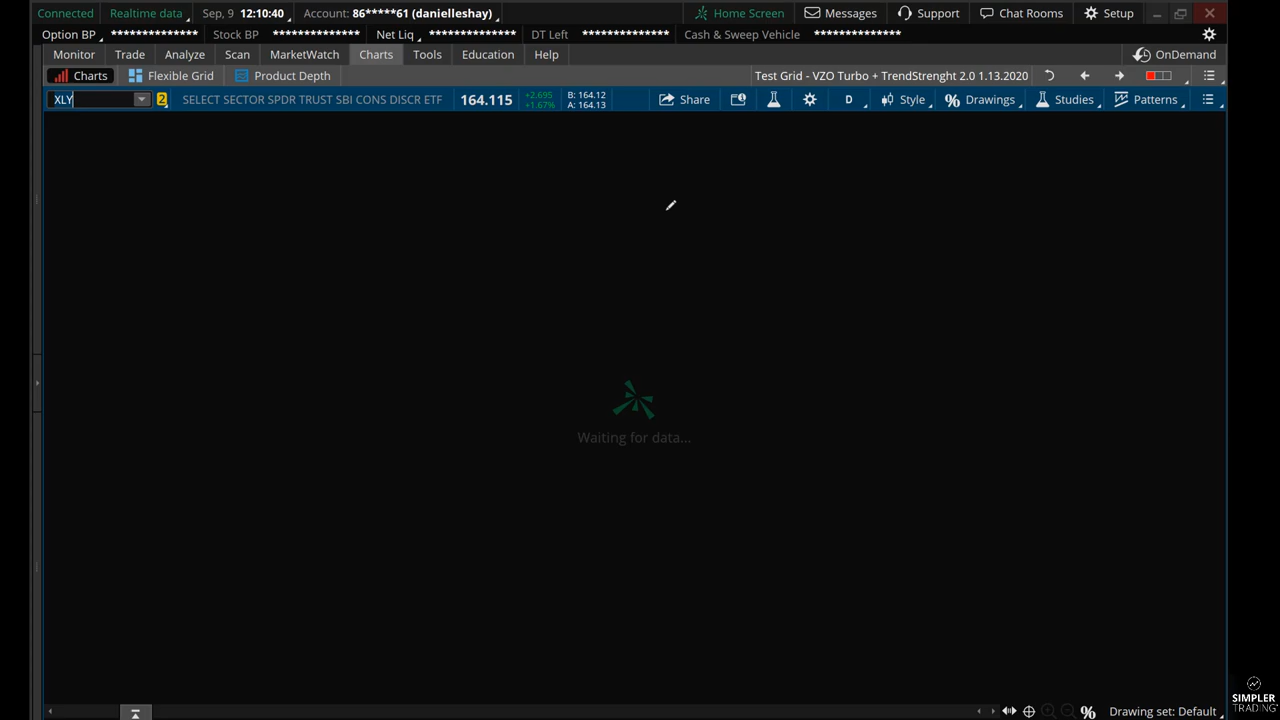 Connected Realtime data Sep, 9 12:10:40 Account: 86*****61 (danielleshay) Home Screen Messages Support Chat Rooms Setup
Option BP ************** Stock BP ************** Net Liq ************** DT Left ************** Cash & Sweep Vehicle **************
Monitor Trade Analyze Scan MarketWatch Charts Tools Education Help OnDemand
Charts Flexible Grid Product Depth Test Grid - VZO Turbo + TrendStrenght 2.0 1.13.2020
XLY 2 SELECT SECTOR SPDR TRUST SBI CONS DISCR ETF 164.115 +2.695 B: 164.12 Share D Style Drawings Studies Patterns
+1.67% A: 164.13
Waiting for data...
Drawing set: Default
SIMPLER
TRADING